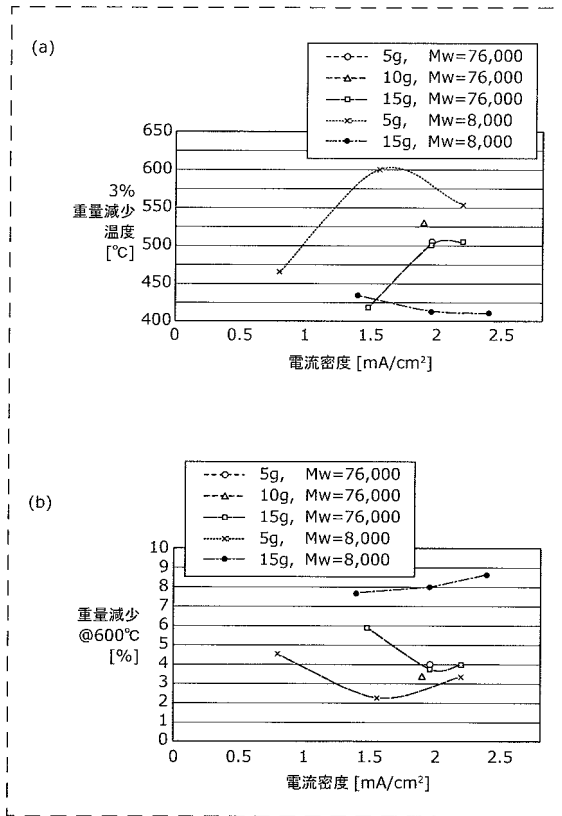 (a)
5g, Mw=76,000
10g, Mw=76,000
15g, Mw=76,000
5g, Mw=8,000
15g, Mw=8,000
650
600
550
500
450
400
3%
重量減少
温度
[℃]
0
0.5
1
1.5
2
2.5
電流密度 [mA/cm²]
(b)
5g, Mw=76,000
10g, Mw=76,000
15g, Mw=76,000
5g, Mw=8,000
15g, Mw=8,000
10
9
8
7
6
5
4
3
2
1
0
重量減少
@600℃
[%]
0
0.5
1
1.5
2
2.5
電流密度 [mA/cm²]